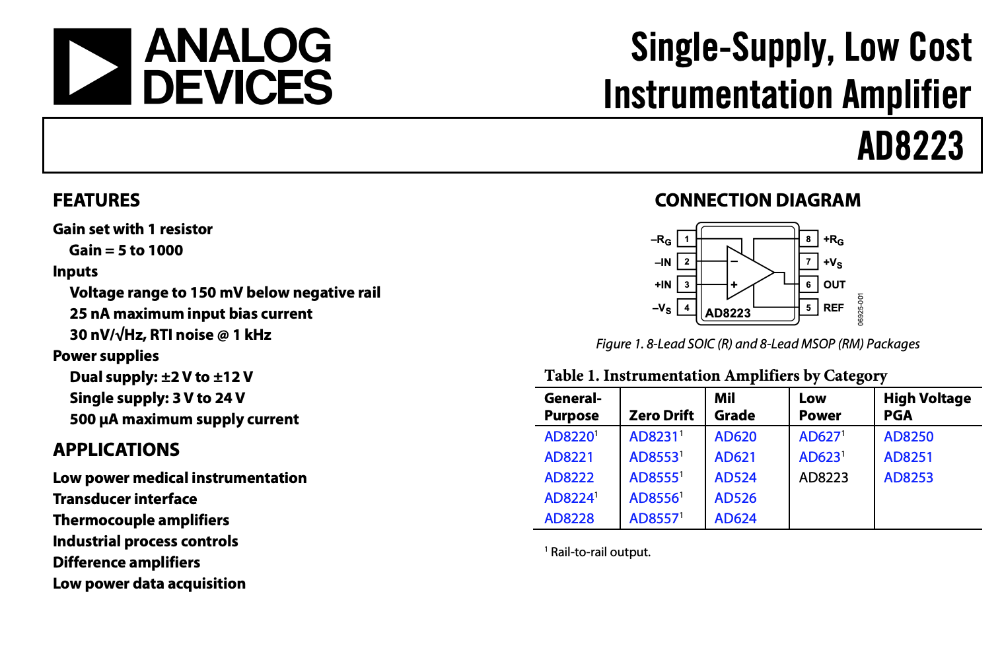 ANALOG
DEVICES
Single-Supply, Low Cost
Instrumentation Amplifier
AD8223
FEATURES
Gain set with 1 resistor
Gain = 5 to 1000
Inputs
Voltage range to 150 mV below negative rail
25 nA maximum input bias current
30 nV/√Hz, RTI noise @ 1 kHz
Power supplies
Dual supply: ±2 V to ±12 V
Single supply: 3 V to 24 V
500 μA maximum supply current
APPLICATIONS
Low power medical instrumentation
Transducer interface
Thermocouple amplifiers
Industrial process controls
Difference amplifiers
Low power data acquisition
CONNECTION DIAGRAM
–RG 1 8 +RG
–IN 2 – 7 +VS
+IN 3 + 6 OUT
–VS 4 AD8223 5 REF
06925-001
Figure 1. 8-Lead SOIC (R) and 8-Lead MSOP (RM) Packages
Table 1. Instrumentation Amplifiers by Category
General- Mil Low High Voltage
Purpose Zero Drift Grade Power PGA
AD8220¹ AD8231¹ AD620 AD627¹ AD8250
AD8221 AD8553¹ AD621 AD623¹ AD8251
AD8222 AD8555¹ AD524 AD8223 AD8253
AD8224¹ AD8556¹ AD526
AD8228 AD8557¹ AD624
¹ Rail-to-rail output.